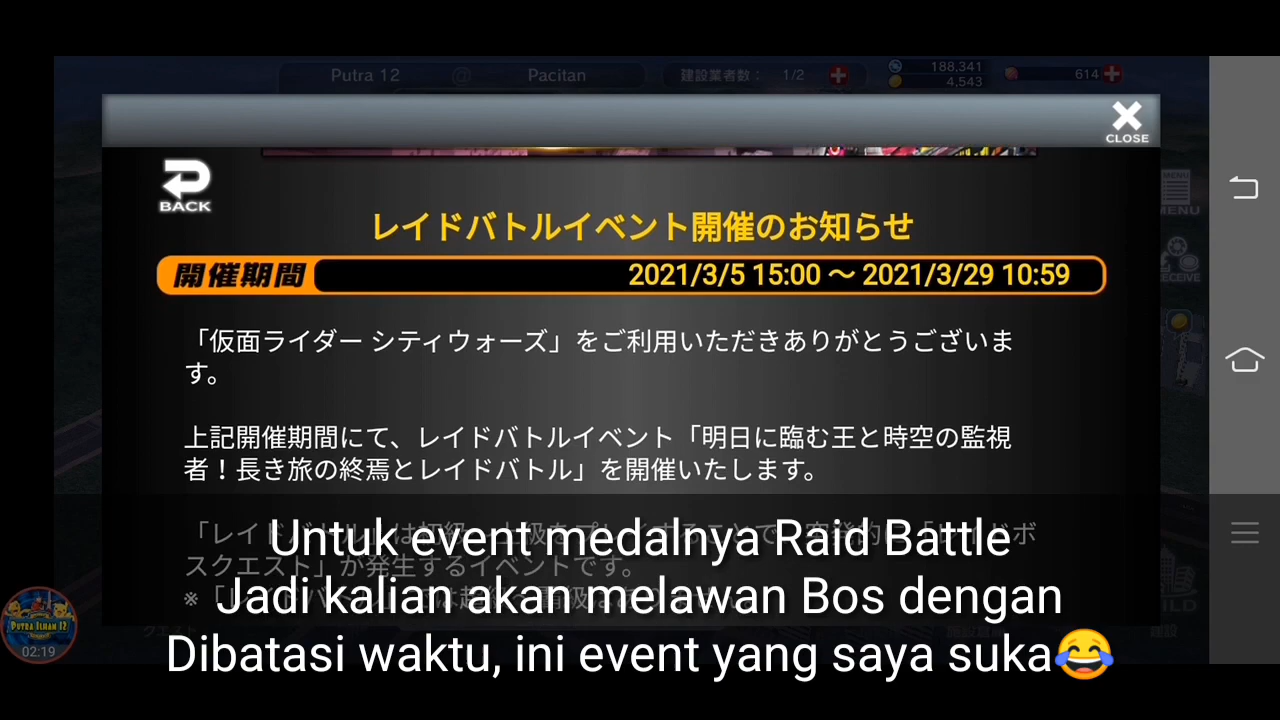 Putra 12 @ Pacitan 建設業者数： 1/2 188,341
4,543
614
CLOSE
BACK
MENU
レイドバトルイベント開催のお知らせ
開催期間 2021/3/5 15:00 〜 2021/3/29 10:59
「仮面ライダー シティウォーズ」をご利用いただきありがとうございま
す。
上記開催期間にて、レイドバトルイベント「明日に臨む王と時空の監視
者！長き旅の終焉とレイドバトル」を開催いたします。
スクエスト」が発生するイベントです。
Untuk event medalnya Raid Battle
Jadi kalian akan melawan Bos dengan
Dibatasi waktu, ini event yang saya suka😂
PUTRA ILHAN 12
02:19